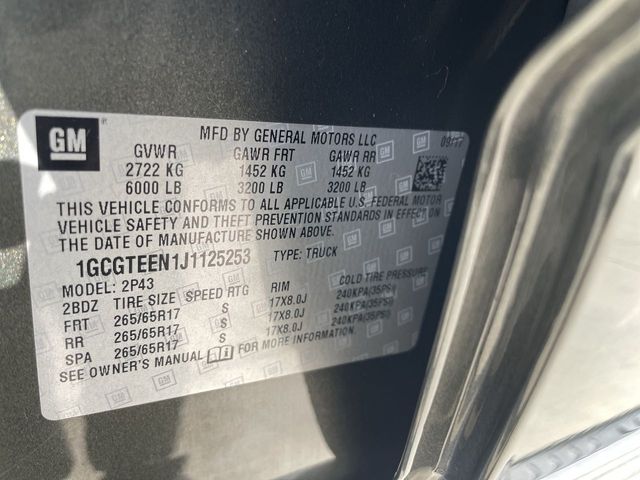 GM
MFD BY GENERAL MOTORS LLC 09/17
GVWR GAWR FRT GAWR RR
2722 KG 1452 KG 1452 KG
6000 LB 3200 LB 3200 LB
THIS VEHICLE CONFORMS TO ALL APPLICABLE U.S. FEDERAL MOTOR
VEHICLE SAFETY AND THEFT PREVENTION STANDARDS IN EFFECT ON
THE DATE OF MANUFACTURE SHOWN ABOVE.
1GCGTEEN1J1125253 TYPE: TRUCK
MODEL: 2P43
2BDZ TIRE SIZE SPEED RTG RIM COLD TIRE PRESSURE
FRT 265/65R17 S 17X8.0J 240KPA(35PSI)
RR 265/65R17 S 17X8.0J 240KPA(35PSI)
SPA 265/65R17 S 17X8.0J 240KPA(35PSI)
SEE OWNER'S MANUAL FOR MORE INFORMATION.